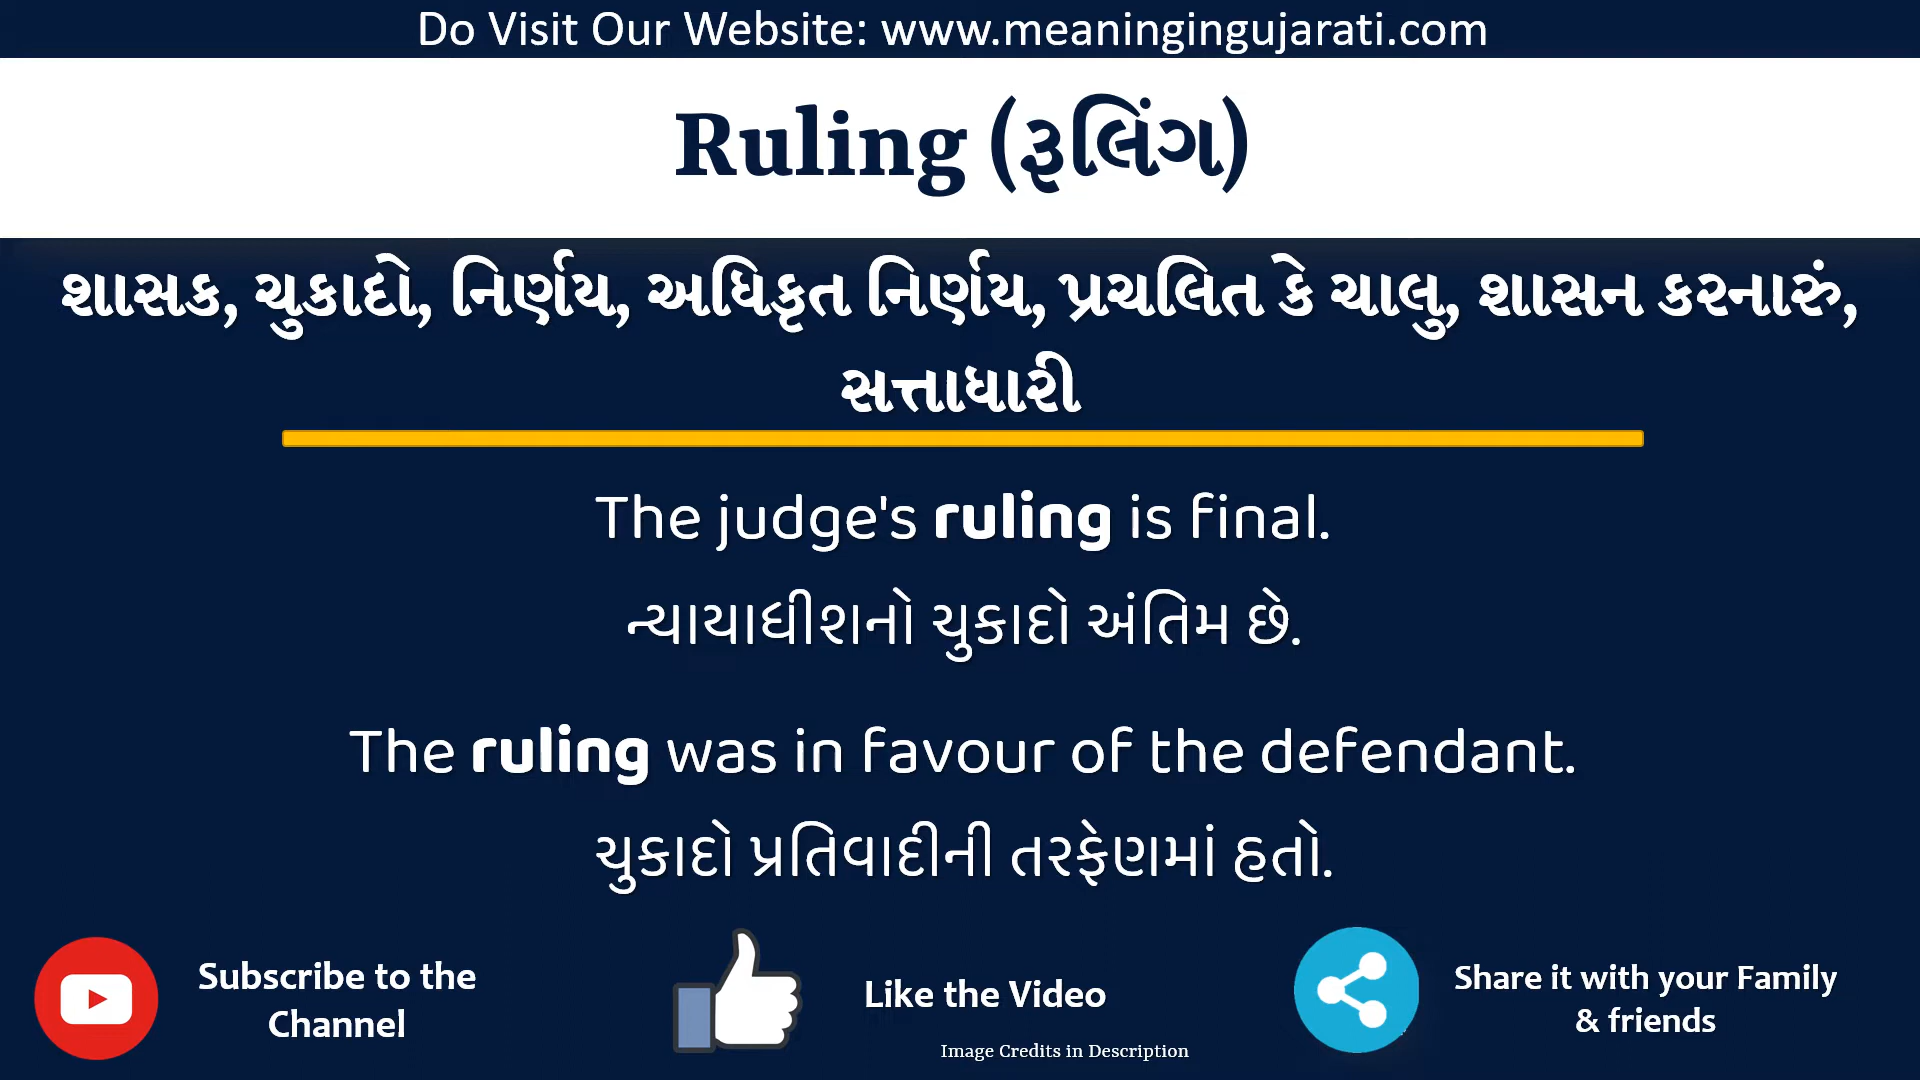 Do Visit Our Website: www.meaningingujarati.com
Ruling (રૂલિંગ)
શાસક, ચુકાદો, નિર્ણય, અધિકૃત નિર્ણય, પ્રચલિત કે ચાલુ, શાસન કરનારું,
સત્તાધારી
The judge's ruling is final.
ન્યાયાધીશનો ચુકાદો અંતિમ છે.
The ruling was in favour of the defendant.
ચુકાદો પ્રતિવાદીની તરફેણમાં હતો.
Subscribe to the
Channel
Like the Video
Share it with your Family
& friends
Image Credits in Description